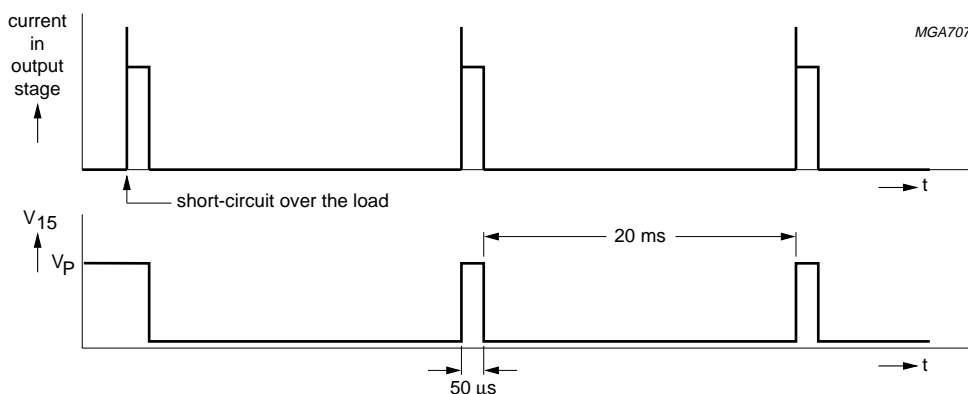 current
in
output
stage
MGA707
t
short-circuit over the load
V15
VP
20 ms
t
50 µs